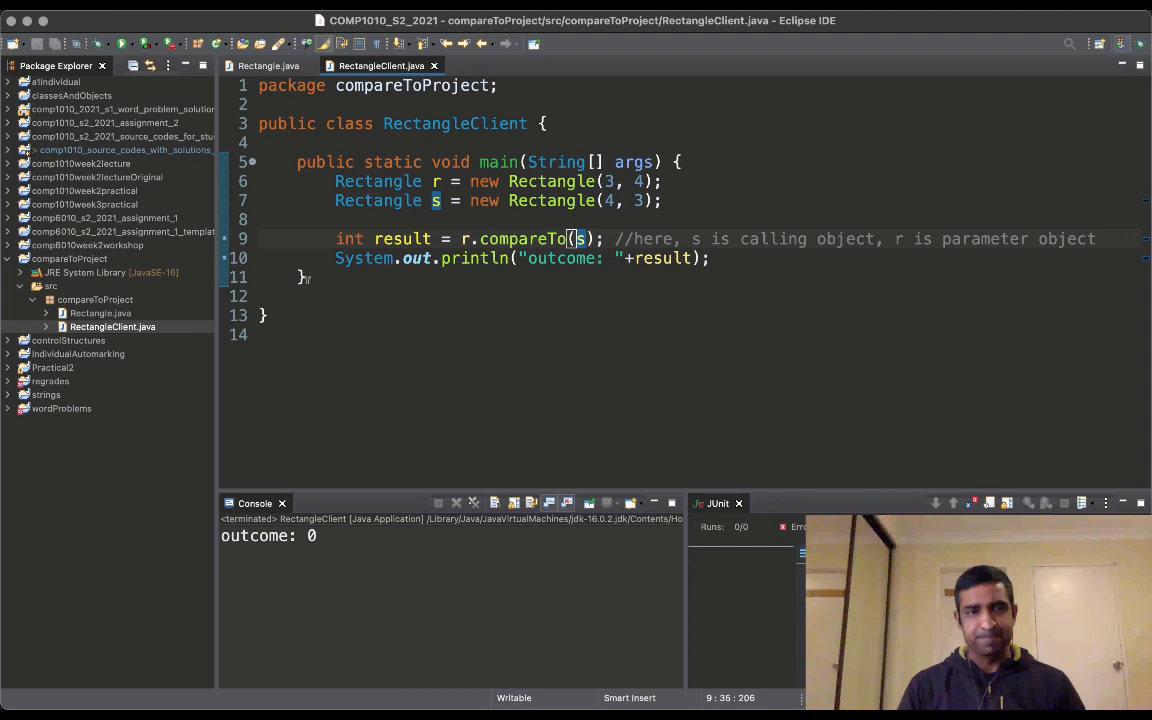 COMP1010_S2_2021 - compareToProject/src/compareToProject/RectangleClient.java - Eclipse IDE
Package Explorer
Rectangle.java
RectangleClient.java
a1individual
classesAndObjects
comp1010_2021_s1_word_problem_solution
comp1010_s2_2021_assignment_2
comp1010_s2_2021_source_codes_for_stu
> comp1010_source_codes_with_solutions_
comp1010week2lecture
comp1010week2lectureOriginal
comp1010week2practical
comp1010week3practical
comp6010_s2_2021_assignment_1
comp6010_s2_2021_assignment_1_templat
comp6010week2workshop
compareToProject
JRE System Library [JavaSE-16]
src
compareToProject
Rectangle.java
RectangleClient.java
controlStructures
IndividualAutomarking
Practical2
regrades
strings
wordProblems
1 package compareToProject;
2
3 public class RectangleClient {
4
5 public static void main(String[] args) {
6 Rectangle r = new Rectangle(3, 4);
7 Rectangle s = new Rectangle(4, 3);
8
9 int result = r.compareTo(s); //here, s is calling object, r is parameter object
10 System.out.println("outcome: "+result);
11 }
12
13 }
14
Console
<terminated> RectangleClient [Java Application] /Library/Java/JavaVirtualMachines/jdk-16.0.2.jdk/Contents/Ho
outcome: 0
JUnit
Runs: 0/0
Erro
Writable
Smart Insert
9 : 35 : 206